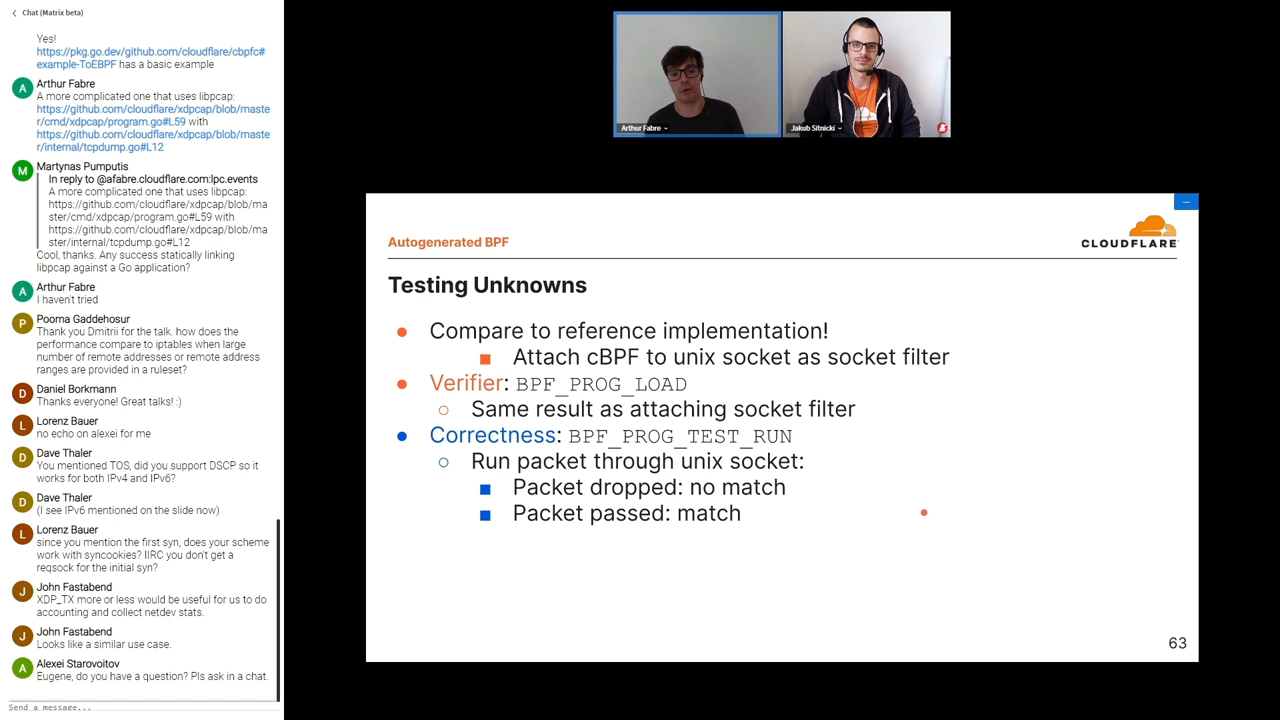 Chat (Matrix beta)
Yes!
https://pkg.go.dev/github.com/cloudflare/cbpfc#
example-ToEBPF has a basic example
A
Arthur Fabre
A more complicated one that uses libpcap:
https://github.com/cloudflare/xdpcap/blob/maste
r/cmd/xdpcap/program.go#L59 with
https://github.com/cloudflare/xdpcap/blob/maste
r/internal/tcpdump.go#L12
M
Martynas Pumputis
In reply to @afabre.cloudflare.com:lpc.events
A more complicated one that uses libpcap:
https://github.com/cloudflare/xdpcap/blob/ma
ster/cmd/xdpcap/program.go#L59 with
https://github.com/cloudflare/xdpcap/blob/ma
ster/internal/tcpdump.go#L12
Cool, thanks. Any success statically linking
libpcap against a Go application?
A
Arthur Fabre
I haven't tried
P
Poorna Gaddehosur
Thank you Dmitrii for the talk. how does the
performance compare to iptables when large
number of remote addresses or remote address
ranges are provided in a ruleset?
D
Daniel Borkmann
Thanks everyone! Great talks! :)
L
Lorenz Bauer
no echo on alexei for me
D
Dave Thaler
You mentioned TOS, did you support DSCP so it
works for both IPv4 and IPv6?
D
Dave Thaler
(I see IPv6 mentioned on the slide now)
L
Lorenz Bauer
since you mention the first syn, does your scheme
work with syncookies? IIRC you don't get a
reqsock for the initial syn?
J
John Fastabend
XDP_TX more or less would be useful for us to do
accounting and collect netdev stats.
J
John Fastabend
Looks like a similar use case.
A
Alexei Starovoitov
Eugene, do you have a question? Pls ask in a chat.
Send a message...
Arthur Fabre
Jakub Sitnicki
Autogenerated BPF
CLOUDFLARE
Testing Unknowns
Compare to reference implementation!
Attach cBPF to unix socket as socket filter
Verifier: BPF_PROG_LOAD
Same result as attaching socket filter
Correctness: BPF_PROG_TEST_RUN
Run packet through unix socket:
Packet dropped: no match
Packet passed: match
63